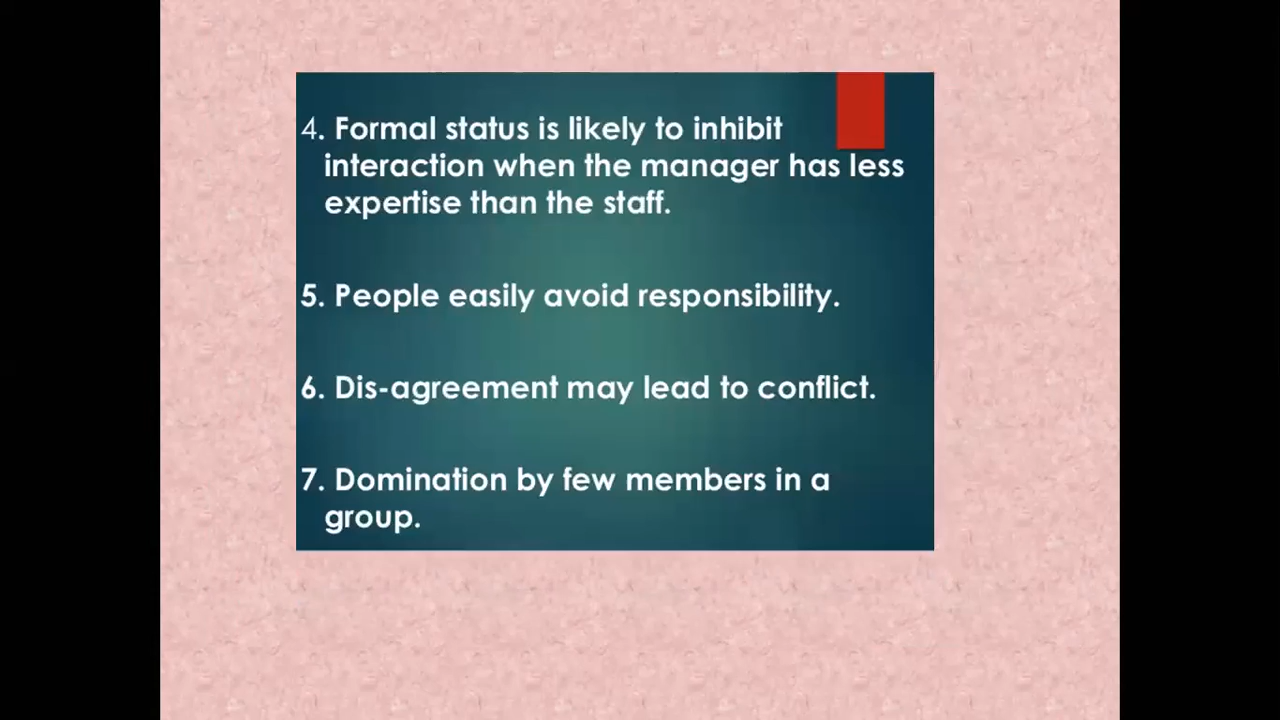 4. Formal status is likely to inhibit
interaction when the manager has less
expertise than the staff.
5. People easily avoid responsibility.
6. Dis-agreement may lead to conflict.
7. Domination by few members in a
group.